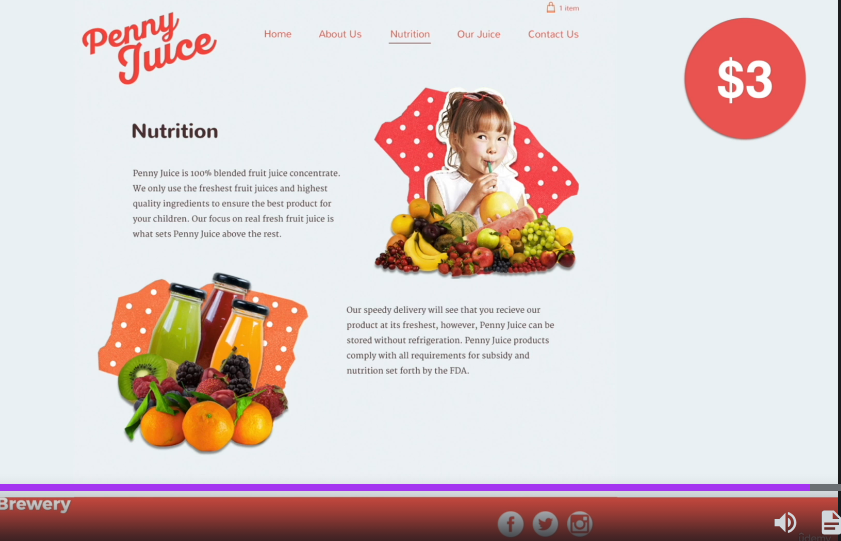 1 item
Penny
Juice
Home About Us Nutrition Our Juice Contact Us
$3
Nutrition
Penny Juice is 100% blended fruit juice concentrate.
We only use the freshest fruit juices and highest
quality ingredients to ensure the best product for
your children. Our focus on real fresh fruit juice is
what sets Penny Juice above the rest.
Our speedy delivery will see that you recieve our
product at its freshest, however, Penny Juice can be
stored without refrigeration. Penny Juice products
comply with all requirements for subsidy and
nutrition set forth by the FDA.
Brewery